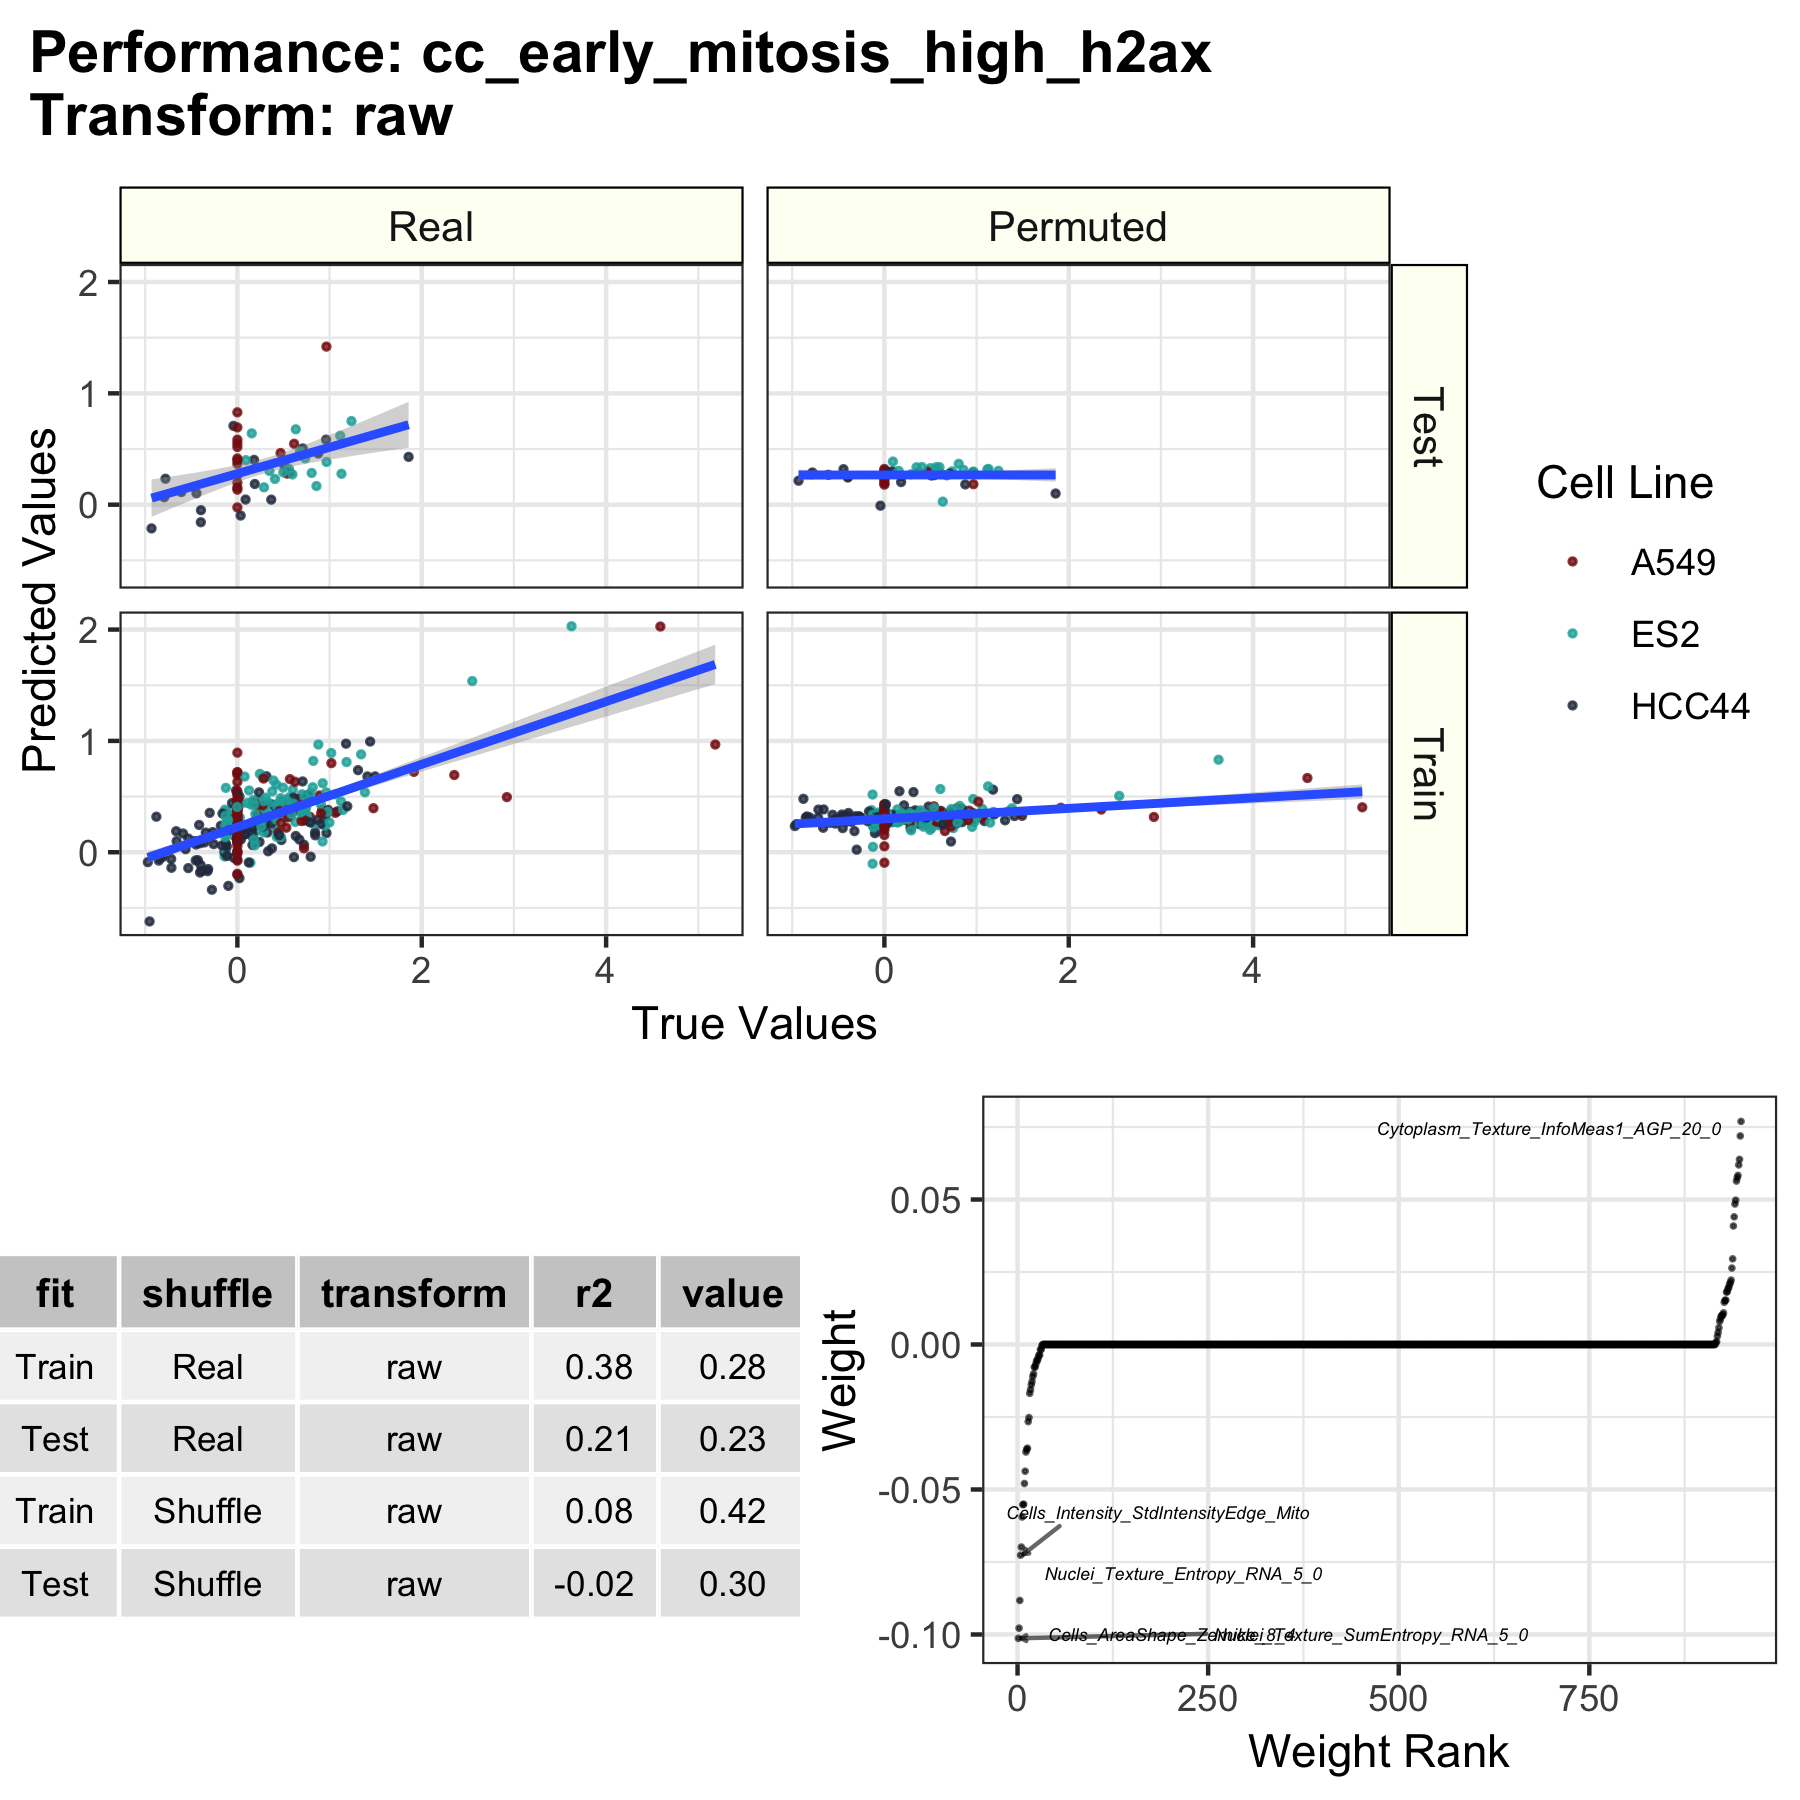 Performance: cc_early_mitosis_high_h2ax
Transform: raw
Real
Permuted
2
1
0
Test
2
1
0
Train
Predicted Values
0
2
4
0
2
4
True Values
Cell Line
A549
ES2
HCC44
fit shuffle transform r2 value
Train Real raw 0.38 0.28
Test Real raw 0.21 0.23
Train Shuffle raw 0.08 0.42
Test Shuffle raw -0.02 0.30
Weight
0.05
0.00
-0.05
-0.10
Cytoplasm_Texture_InfoMeas1_AGP_20_0
Cells_Intensity_StdIntensityEdge_Mito
Nuclei_Texture_Entropy_RNA_5_0
Cells_AreaShape_Zernike_8_4
Nuclei_Texture_SumEntropy_RNA_5_0
0
250
500
750
Weight Rank